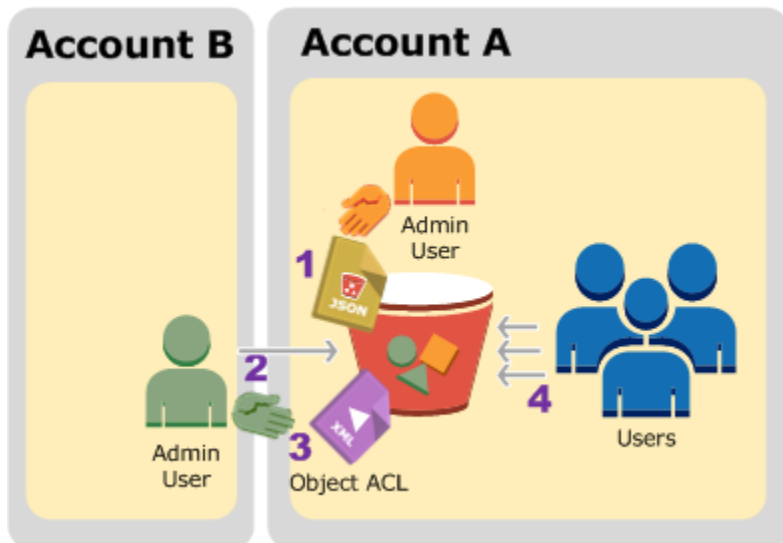 Account B
Account A
Admin
User
1
JSON
2
4
Admin
User
3
XML
Object ACL
Users